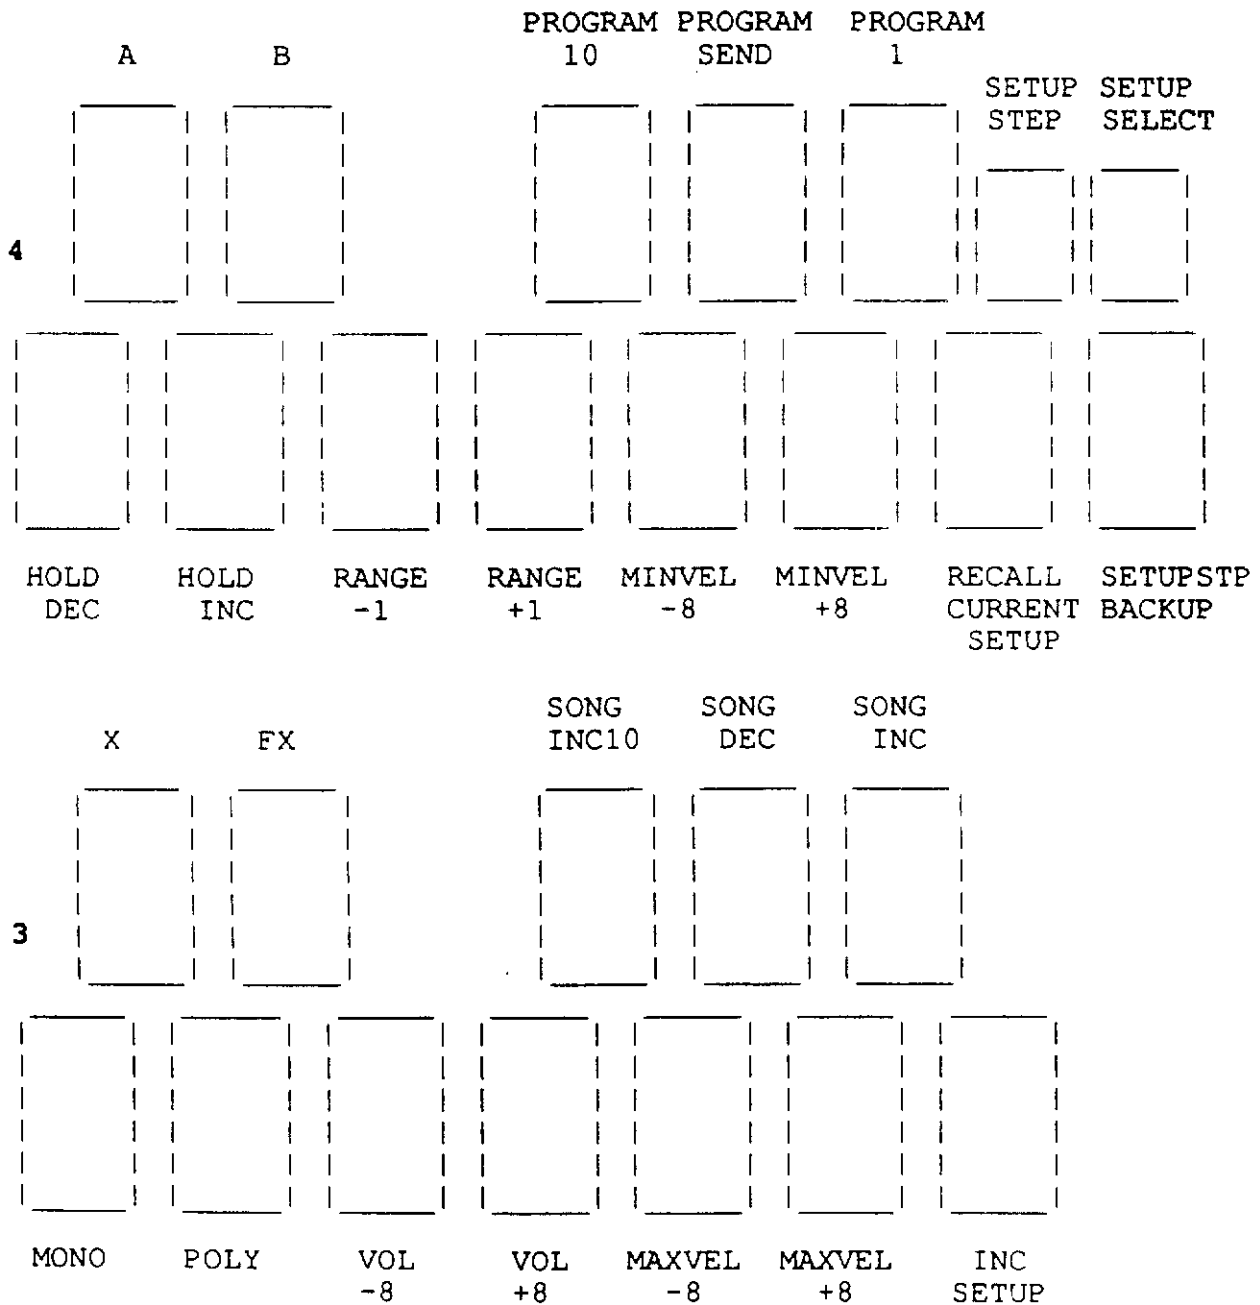 PROGRAM PROGRAM PROGRAM
A B 10 SEND 1
SETUP SETUP
STEP SELECT
4
HOLD HOLD RANGE RANGE MINVEL MINVEL RECALL SETUPSTP
DEC INC -1 +1 -8 +8 CURRENT BACKUP
SETUP
SONG SONG SONG
X FX INC10 DEC INC
3
MONO POLY VOL VOL MAXVEL MAXVEL INC
-8 +8 -8 +8 SETUP